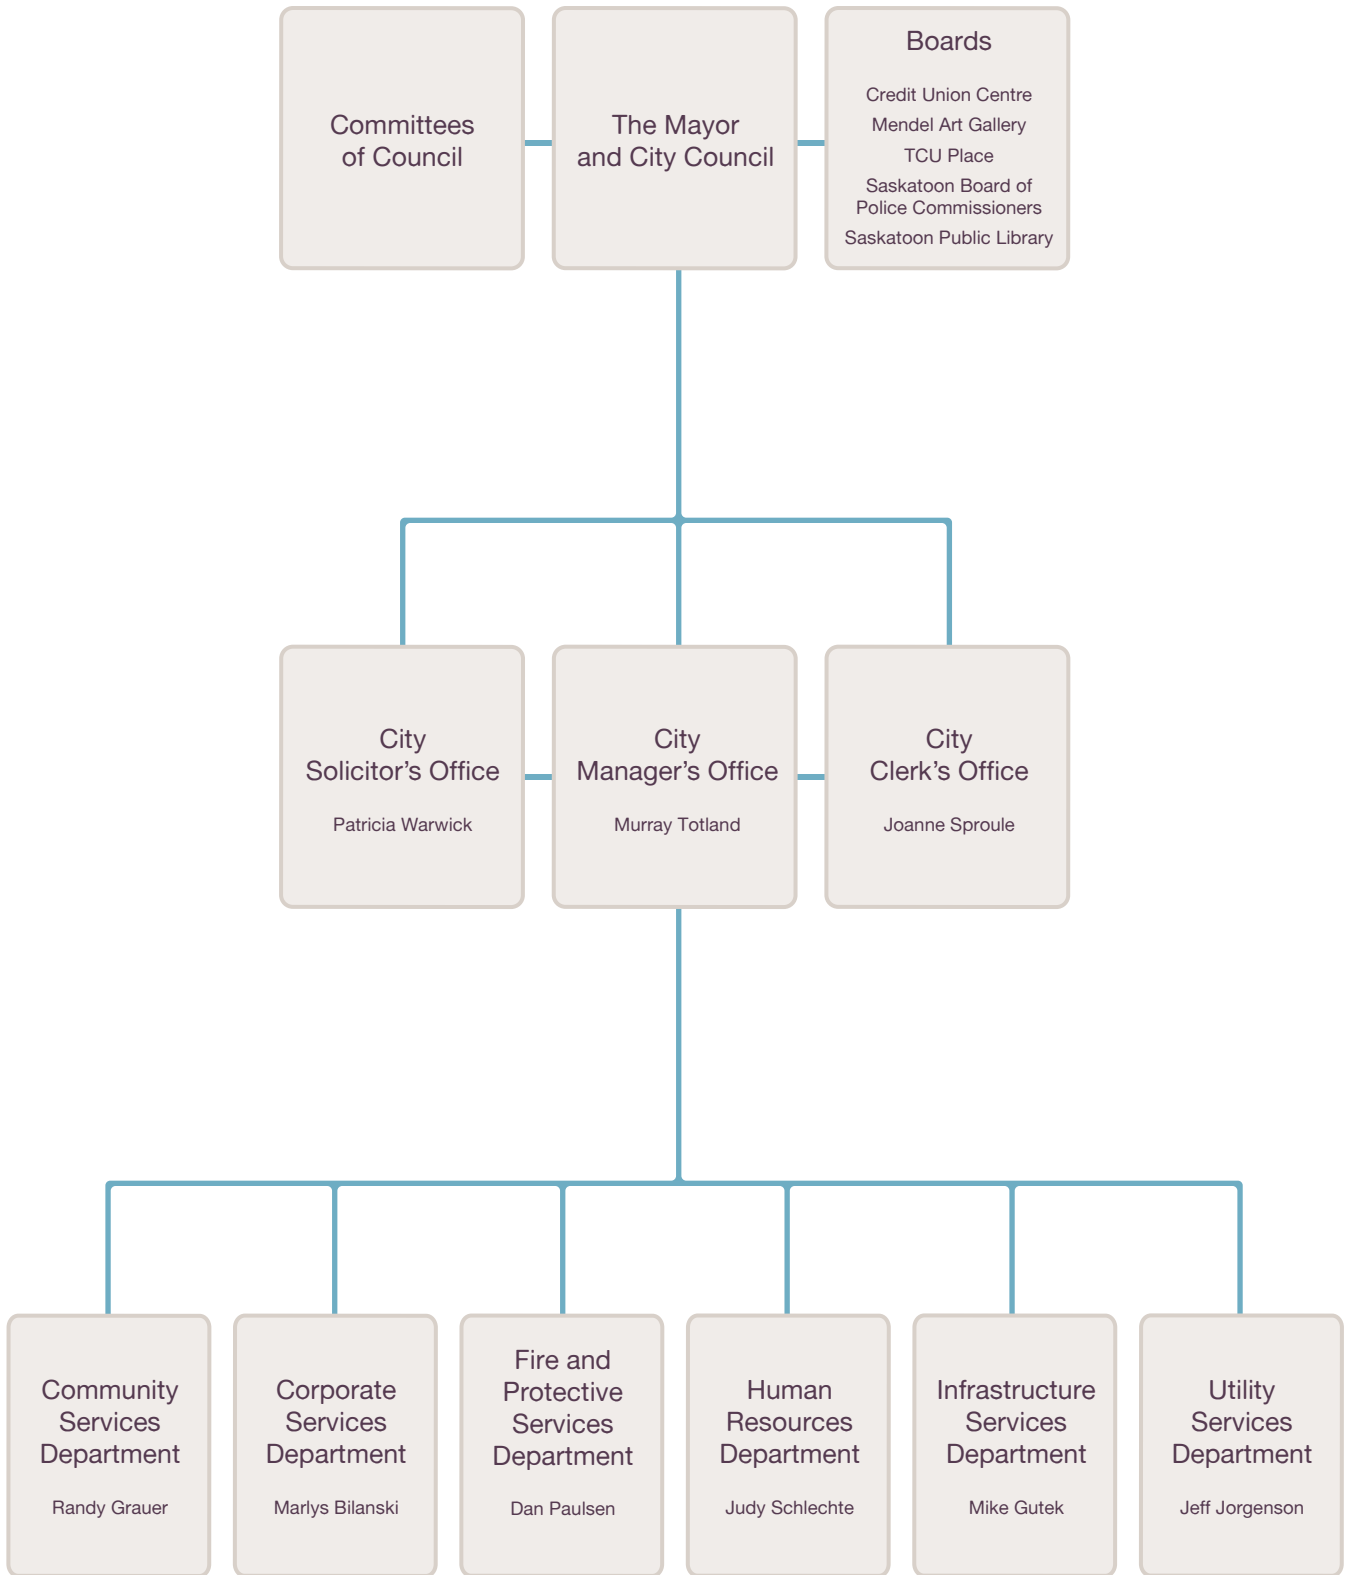 Committees
of Council
The Mayor
and City Council
Boards
Credit Union Centre
Mendel Art Gallery
TCU Place
Saskatoon Board of
Police Commissioners
Saskatoon Public Library
City
Solicitor’s Office
Patricia Warwick
City
Manager’s Office
Murray Totland
City
Clerk’s Office
Joanne Sproule
Community
Services
Department
Randy Grauer
Corporate
Services
Department
Marlys Bilanski
Fire and
Protective
Services
Department
Dan Paulsen
Human
Resources
Department
Judy Schlechte
Infrastructure
Services
Department
Mike Gutek
Utility
Services
Department
Jeff Jorgenson